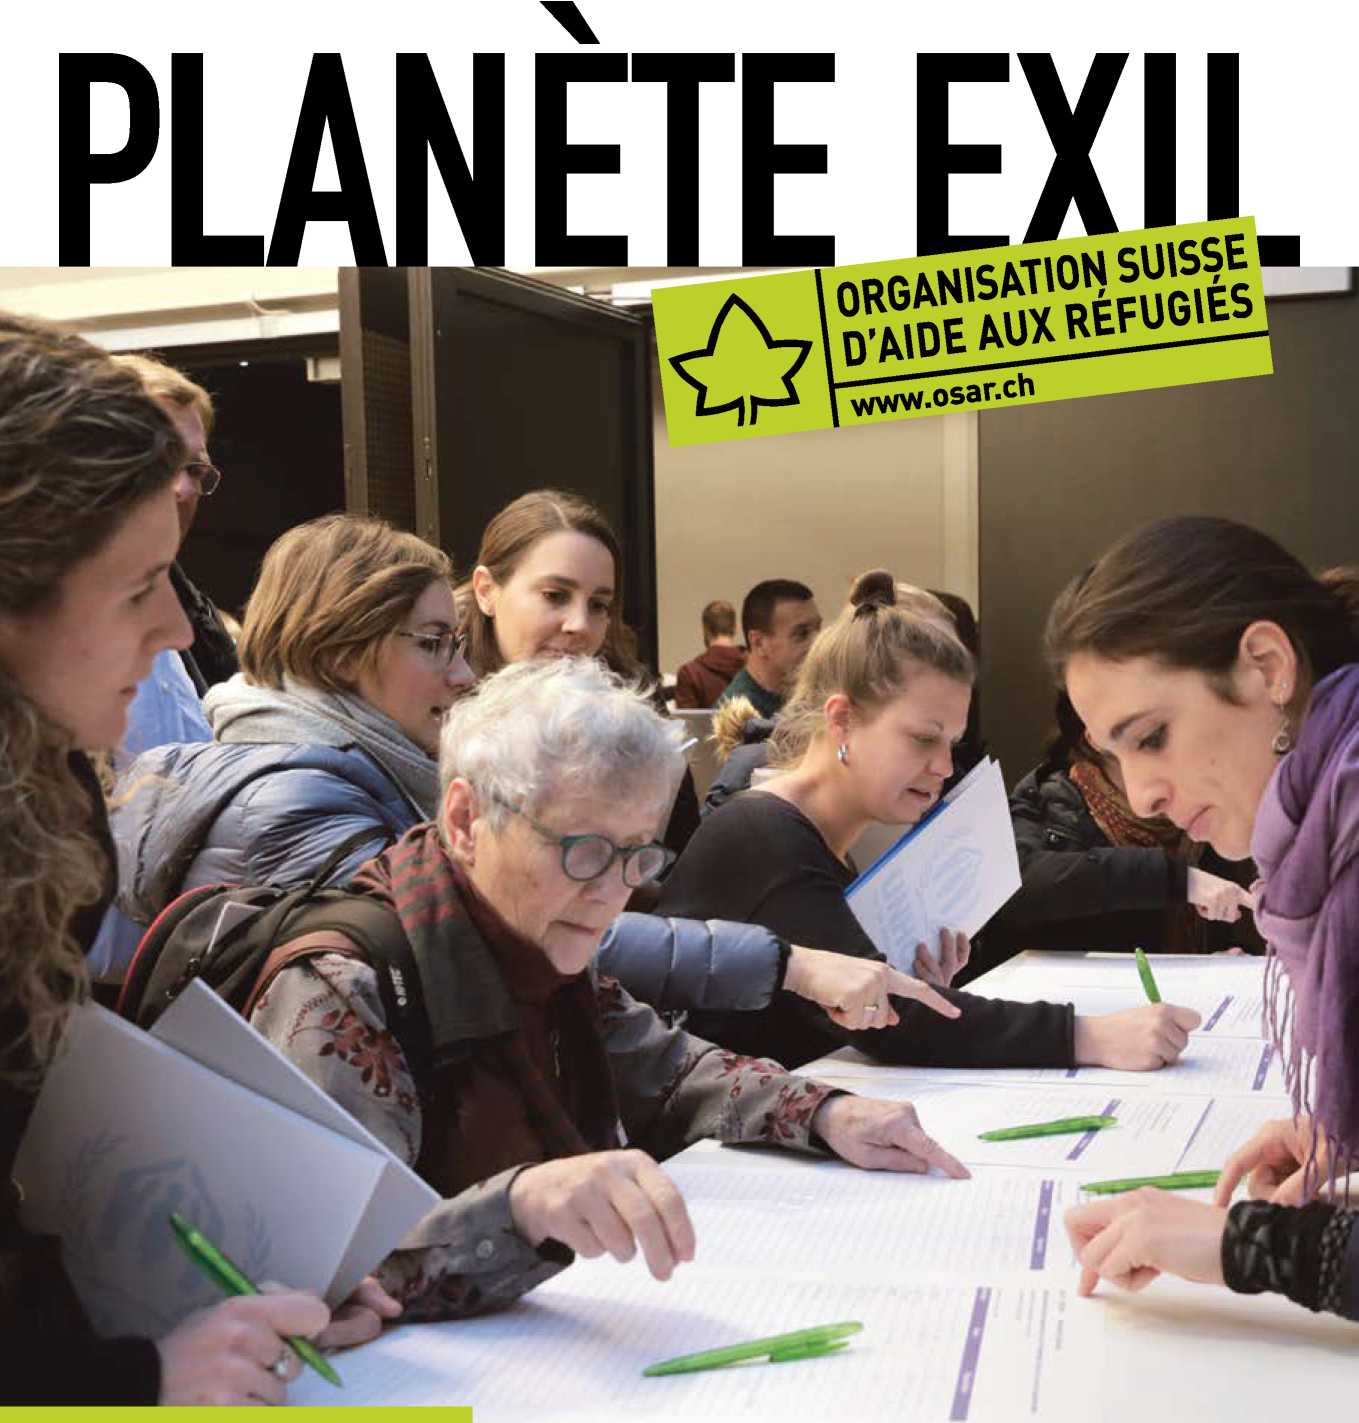 PLANÈTE EXIL
ORGANISATION SUISSE
D'AIDE AUX RÉFUGIÉS
www.osar.ch